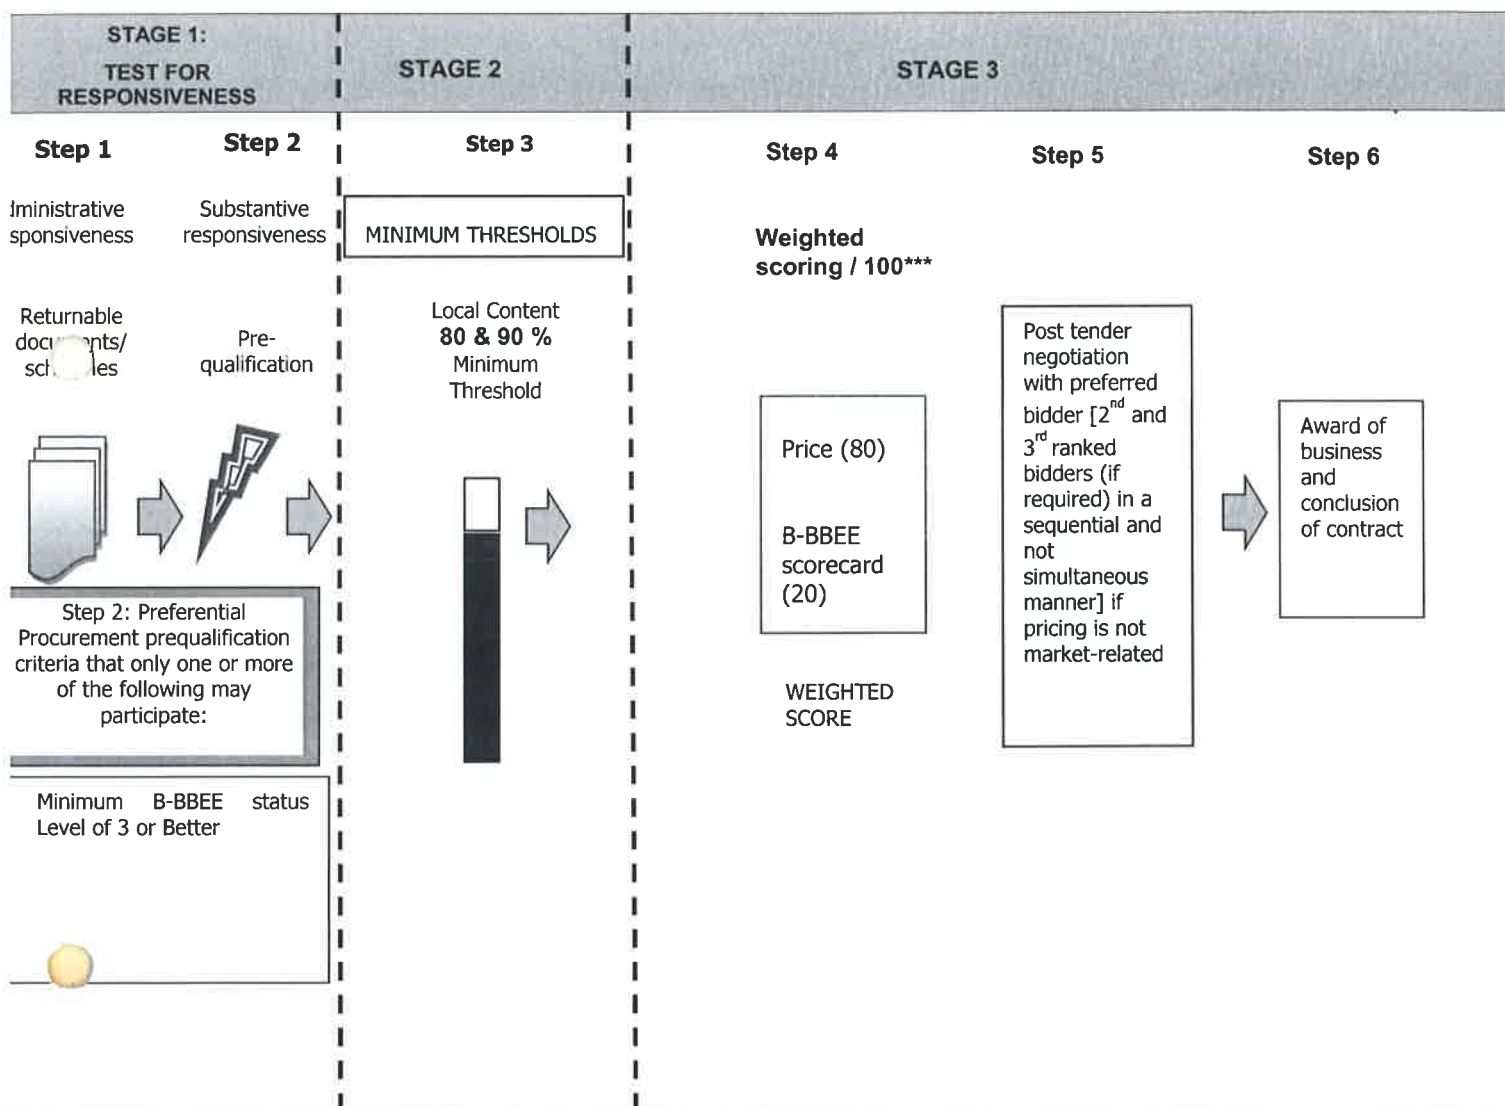 STAGE 1:
TEST FOR
RESPONSIVENESS
STAGE 2
STAGE 3
Step 1
Step 2
Step 3
Step 4
Step 5
Step 6
Substantive
responsiveness
MINIMUM THRESHOLDS
Weighted
scoring / 100***
Returnable
Pre-
qualification
Local Content
80 & 90 %
Minimum
Threshold
Price (80)
B-BBEE
scorecard
(20)
WEIGHTED
SCORE
Post tender
negotiation
with preferred
bidder [2nd and
3rd ranked
bidders (if
required) in a
sequential and
not
simultaneous
manner] if
pricing is not
market-related
Award of
business
and
conclusion
of contract
Step 2: Preferential
Procurement prequalification
criteria that only one or more
of the following may
participate:
Minimum B-BBEE status
Level of 3 or Better